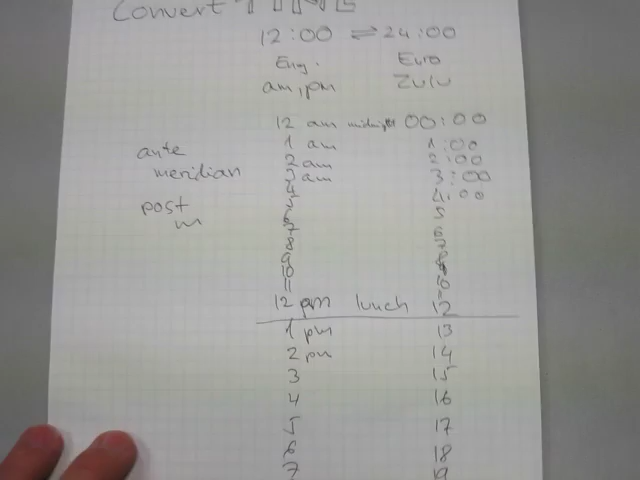 Convert TIME
12:00 ⇌ 24:00
Eng. Euro
am, pm Zulu
12 am midnight 00:00
1 am 1:00
2 am 2:00
3 am 3:00
4 4:00
5 5
6 6
7 7
8 8
9 9
10 10
11
12 pm lunch 12
1 pm 13
2 pm 14
3 15
4 16
5 17
6 18
7 19
ante
meridian
post
m